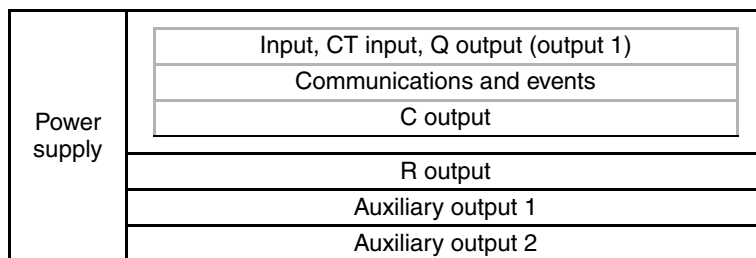 Power
supply
Input, CT input, Q output (output 1)
Communications and events
C output
R output
Auxiliary output 1
Auxiliary output 2